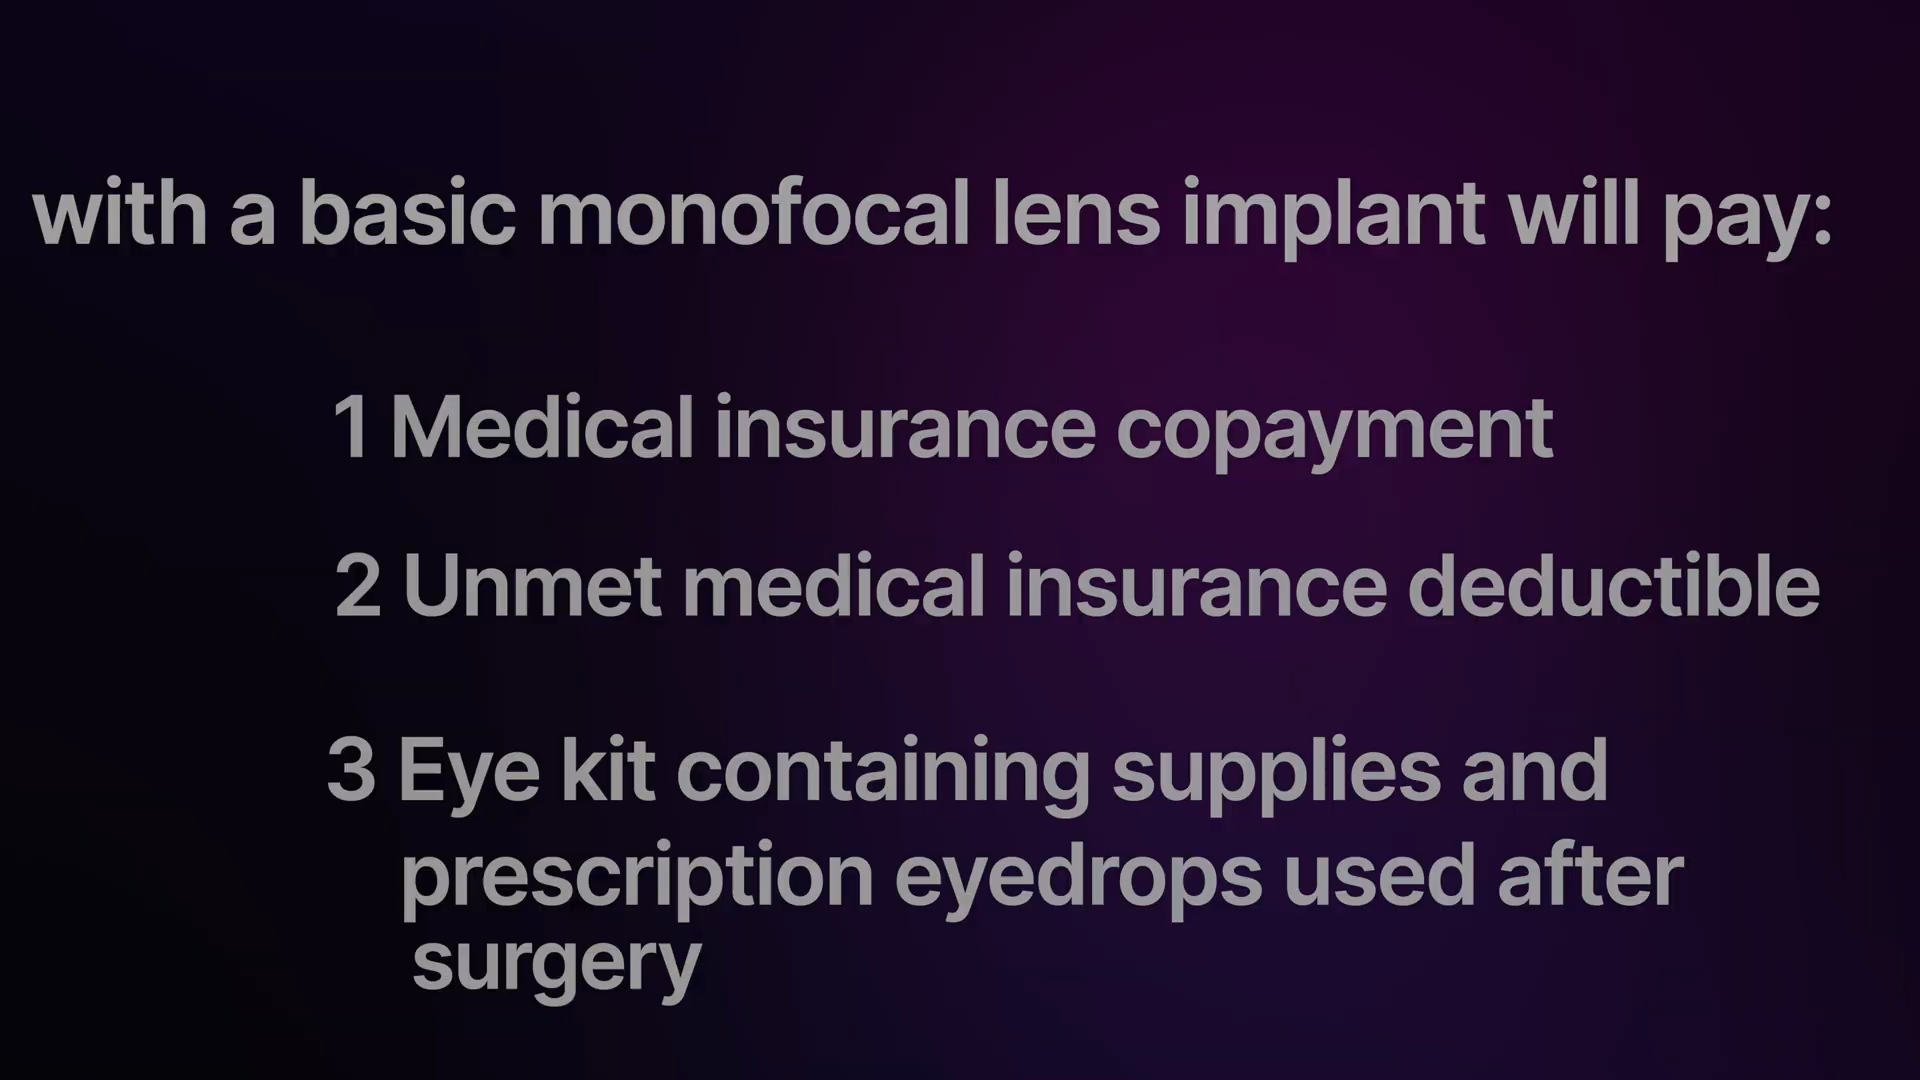 with a basic monofocal lens implant will pay:
1 Medical insurance copayment
2 Unmet medical insurance deductible
3 Eye kit containing supplies and
prescription eyedrops used after
surgery